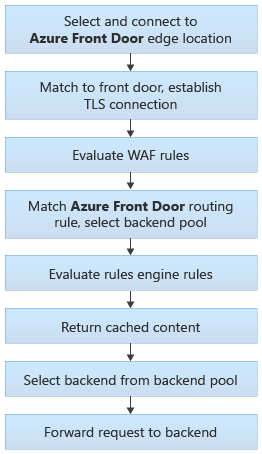 Select and connect to
Azure Front Door edge location
Match to front door, establish
TLS connection
Evaluate WAF rules
Match Azure Front Door routing
rule, select backend pool
Evaluate rules engine rules
Return cached content
Select backend from backend pool
Forward request to backend